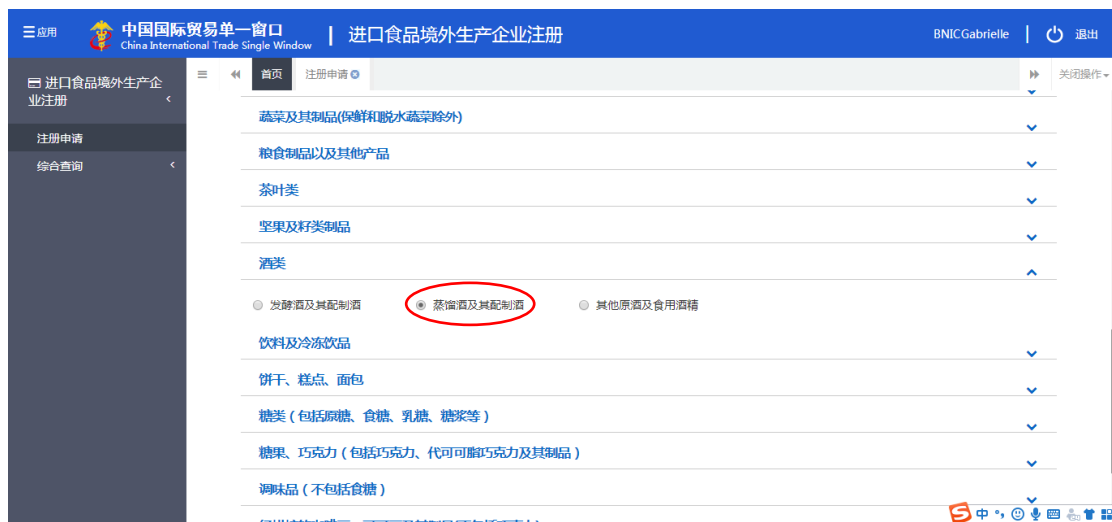 应用
中国国际贸易单一窗口
China International Trade Single Window
进口食品境外生产企业注册
BNICGabrielle
退出
进口食品境外生产企
业注册
首页
注册申请
关闭操作
注册申请
综合查询
蔬菜及其制品(保鲜和脱水蔬菜除外)
粮食制品以及其他产品
茶叶类
坚果及籽类制品
酒类
发酵酒及其配制酒
蒸馏酒及其配制酒
其他原酒及食用酒精
饮料及冷冻饮品
饼干、糕点、面包
糖类（包括原糖、食糖、乳糖、糖浆等）
糖果、巧克力（包括巧克力、代可可脂巧克力及其制品）
调味品（不包括食糖）
中